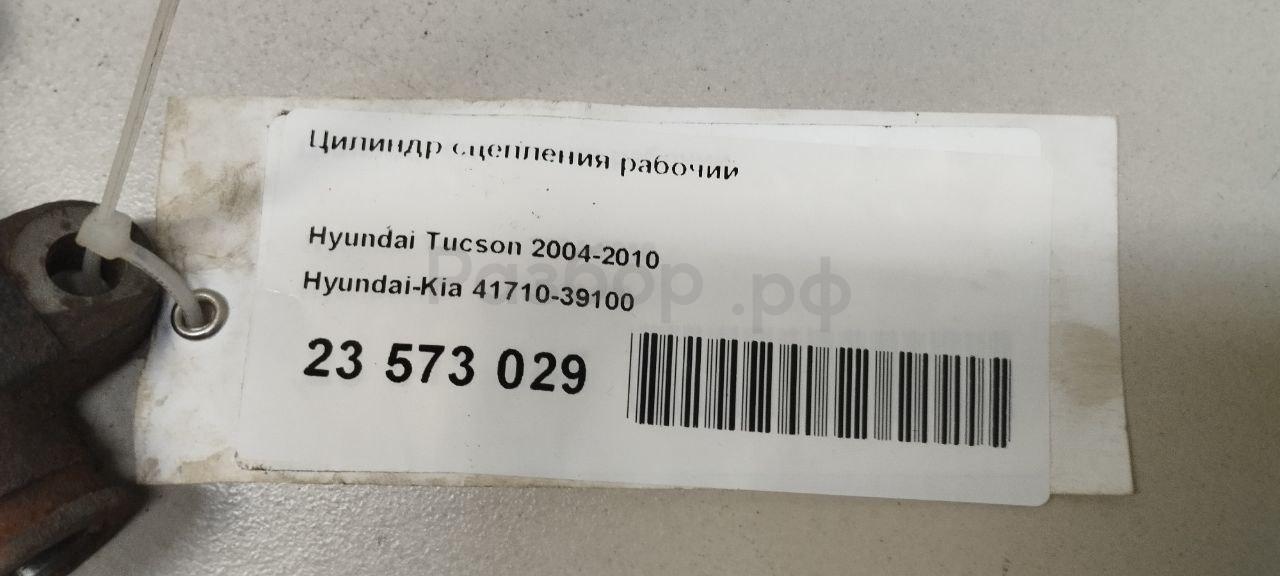 Цилиндр сцепления рабочий
Hyundai Tucson 2004-2010
Разбор.рф
Hyundai-Kia 41710-39100
23 573 029